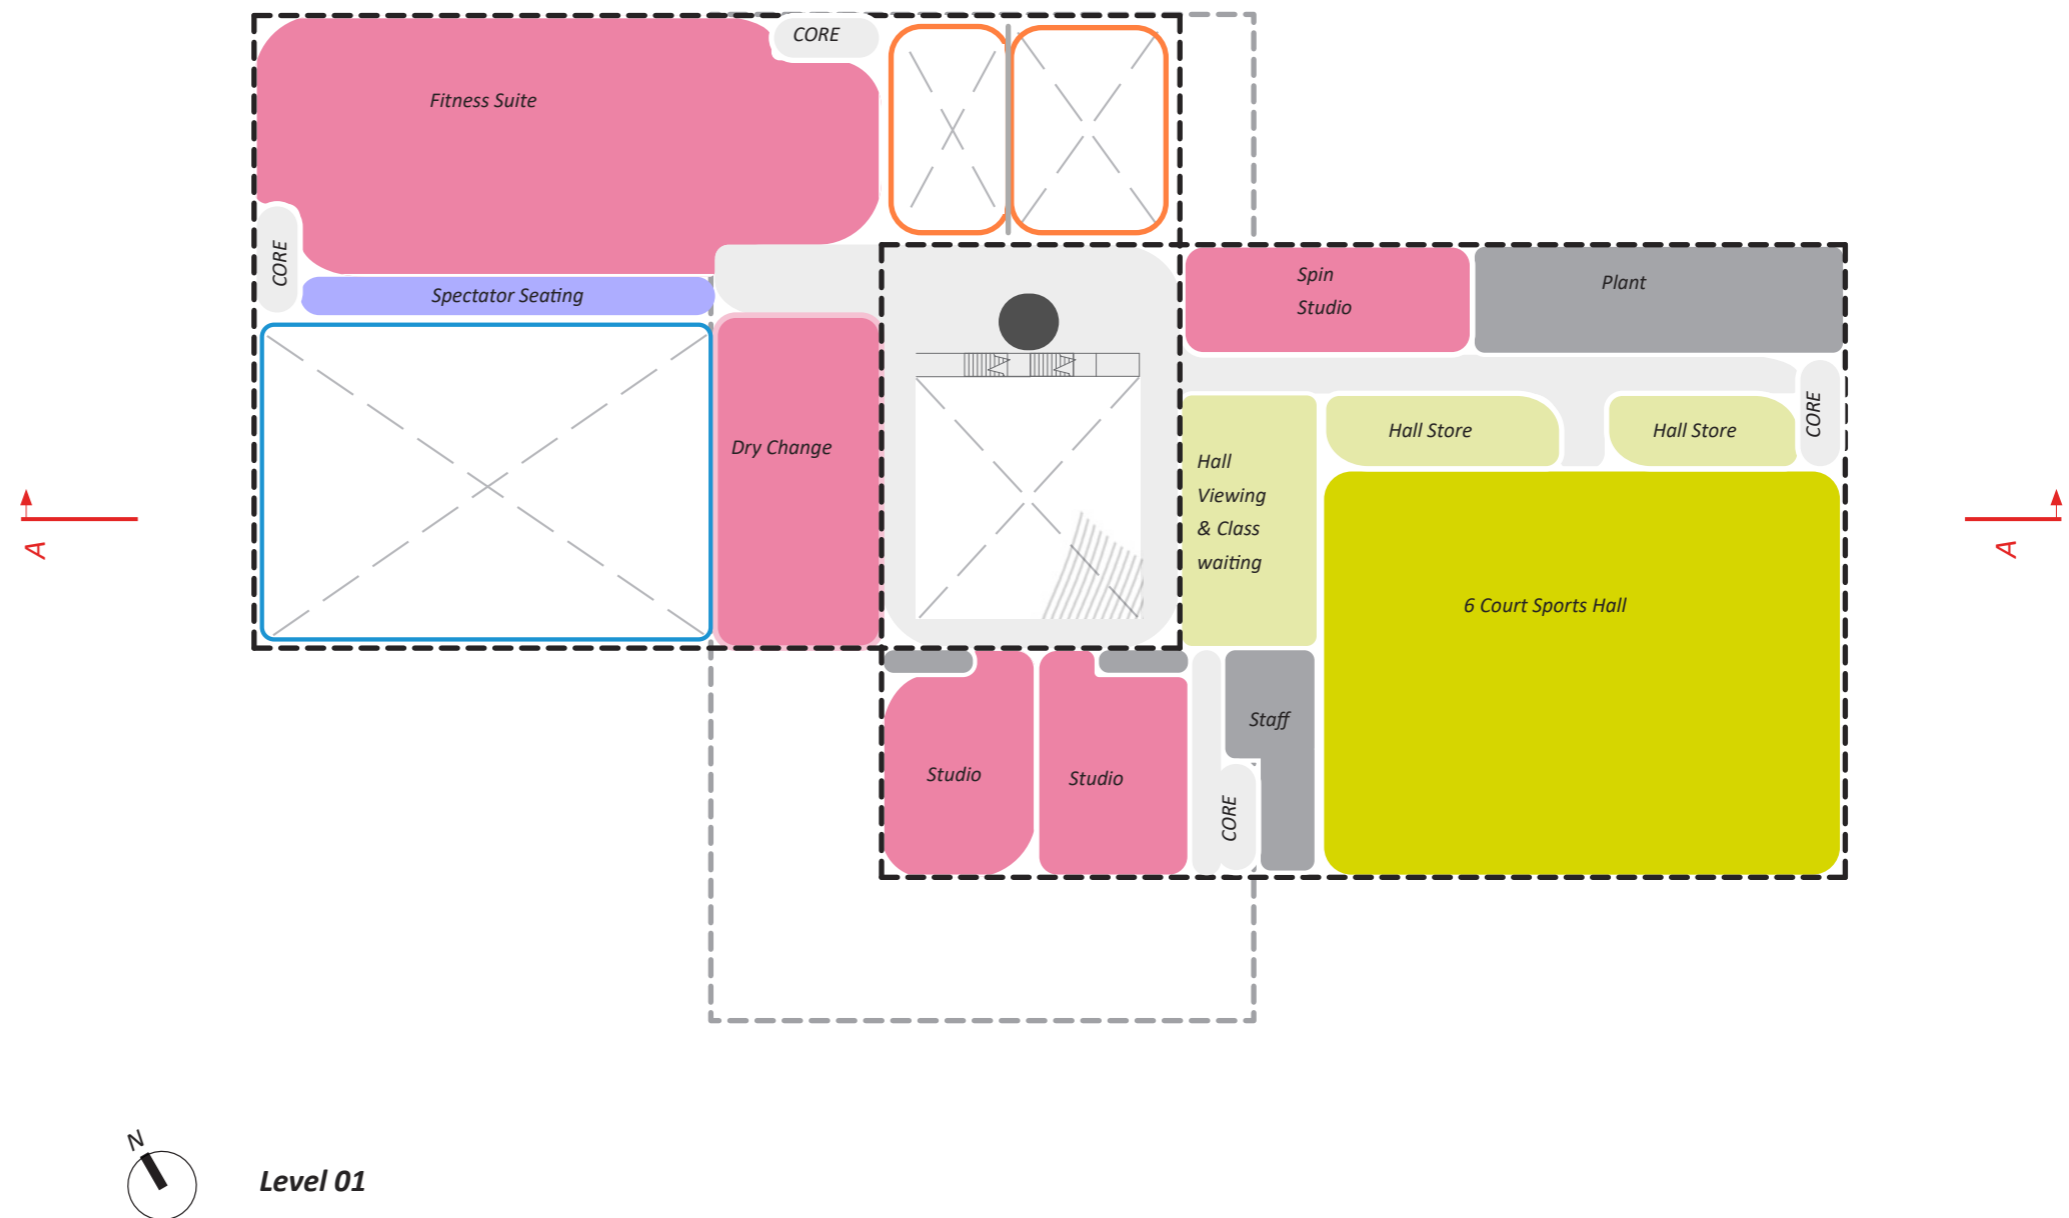 CORE
Fitness Suite
CORE
Spectator Seating
Spin
Studio
Plant
Dry Change
Hall
Viewing
& Class
waiting
Hall Store
Hall Store
CORE
6 Court Sports Hall
A
A
Studio
Studio
Staff
CORE
N
Level 01